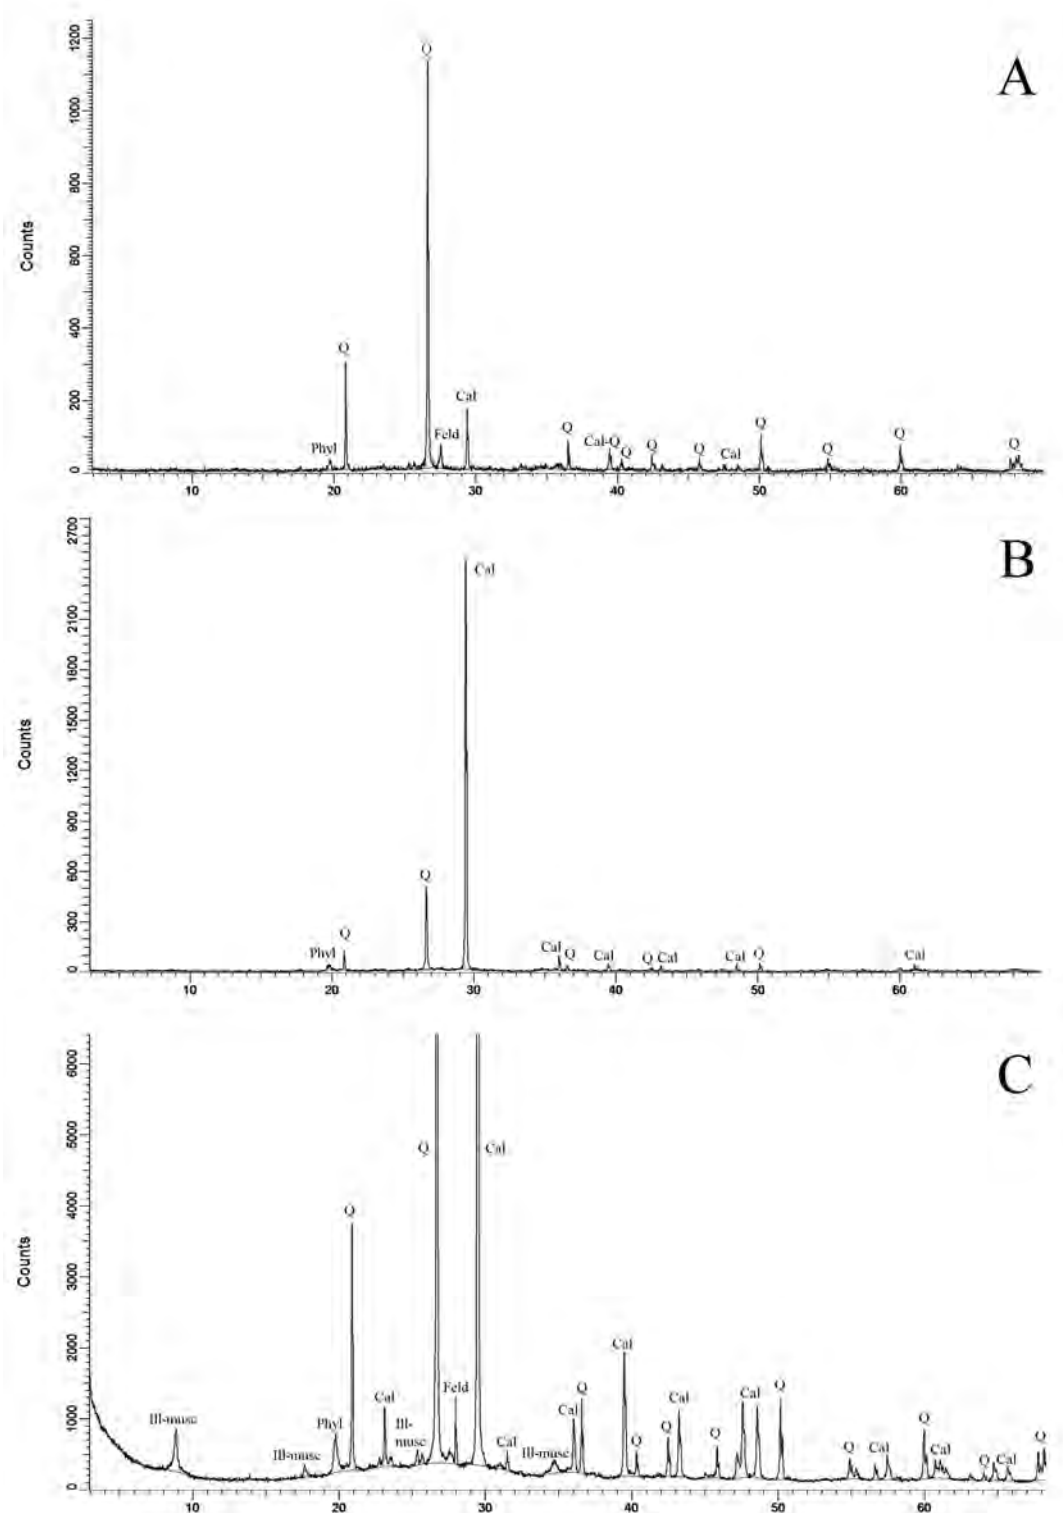 A
Counts
1200
1000
800
600
400
200
0
Q
Q
Phyl
Feld
Cal
Q
Cal-Q
Q
Q
Q
Cal
Q
Q
Q
Q
10 20 30 40 50 60
B
Counts
2700
2100
1800
1500
1200
900
600
300
0
Cal
Q
Phyl
Q
Cal
Q
Cal
Q
Cal
Cal
Q
Cal
10 20 30 40 50 60
C
Counts
6000
5000
4000
3000
2000
1000
0
Ill-musc
Ill-musc
Phyl
Q
Cal
Ill-
musc
Q
Feld
Cal
Cal
Ill-musc
Cal
Q
Cal
Q
Q
Cal
Q
Cal
Q
Q
Cal
Q
Cal
Q
Cal
Q
10 20 30 40 50 60